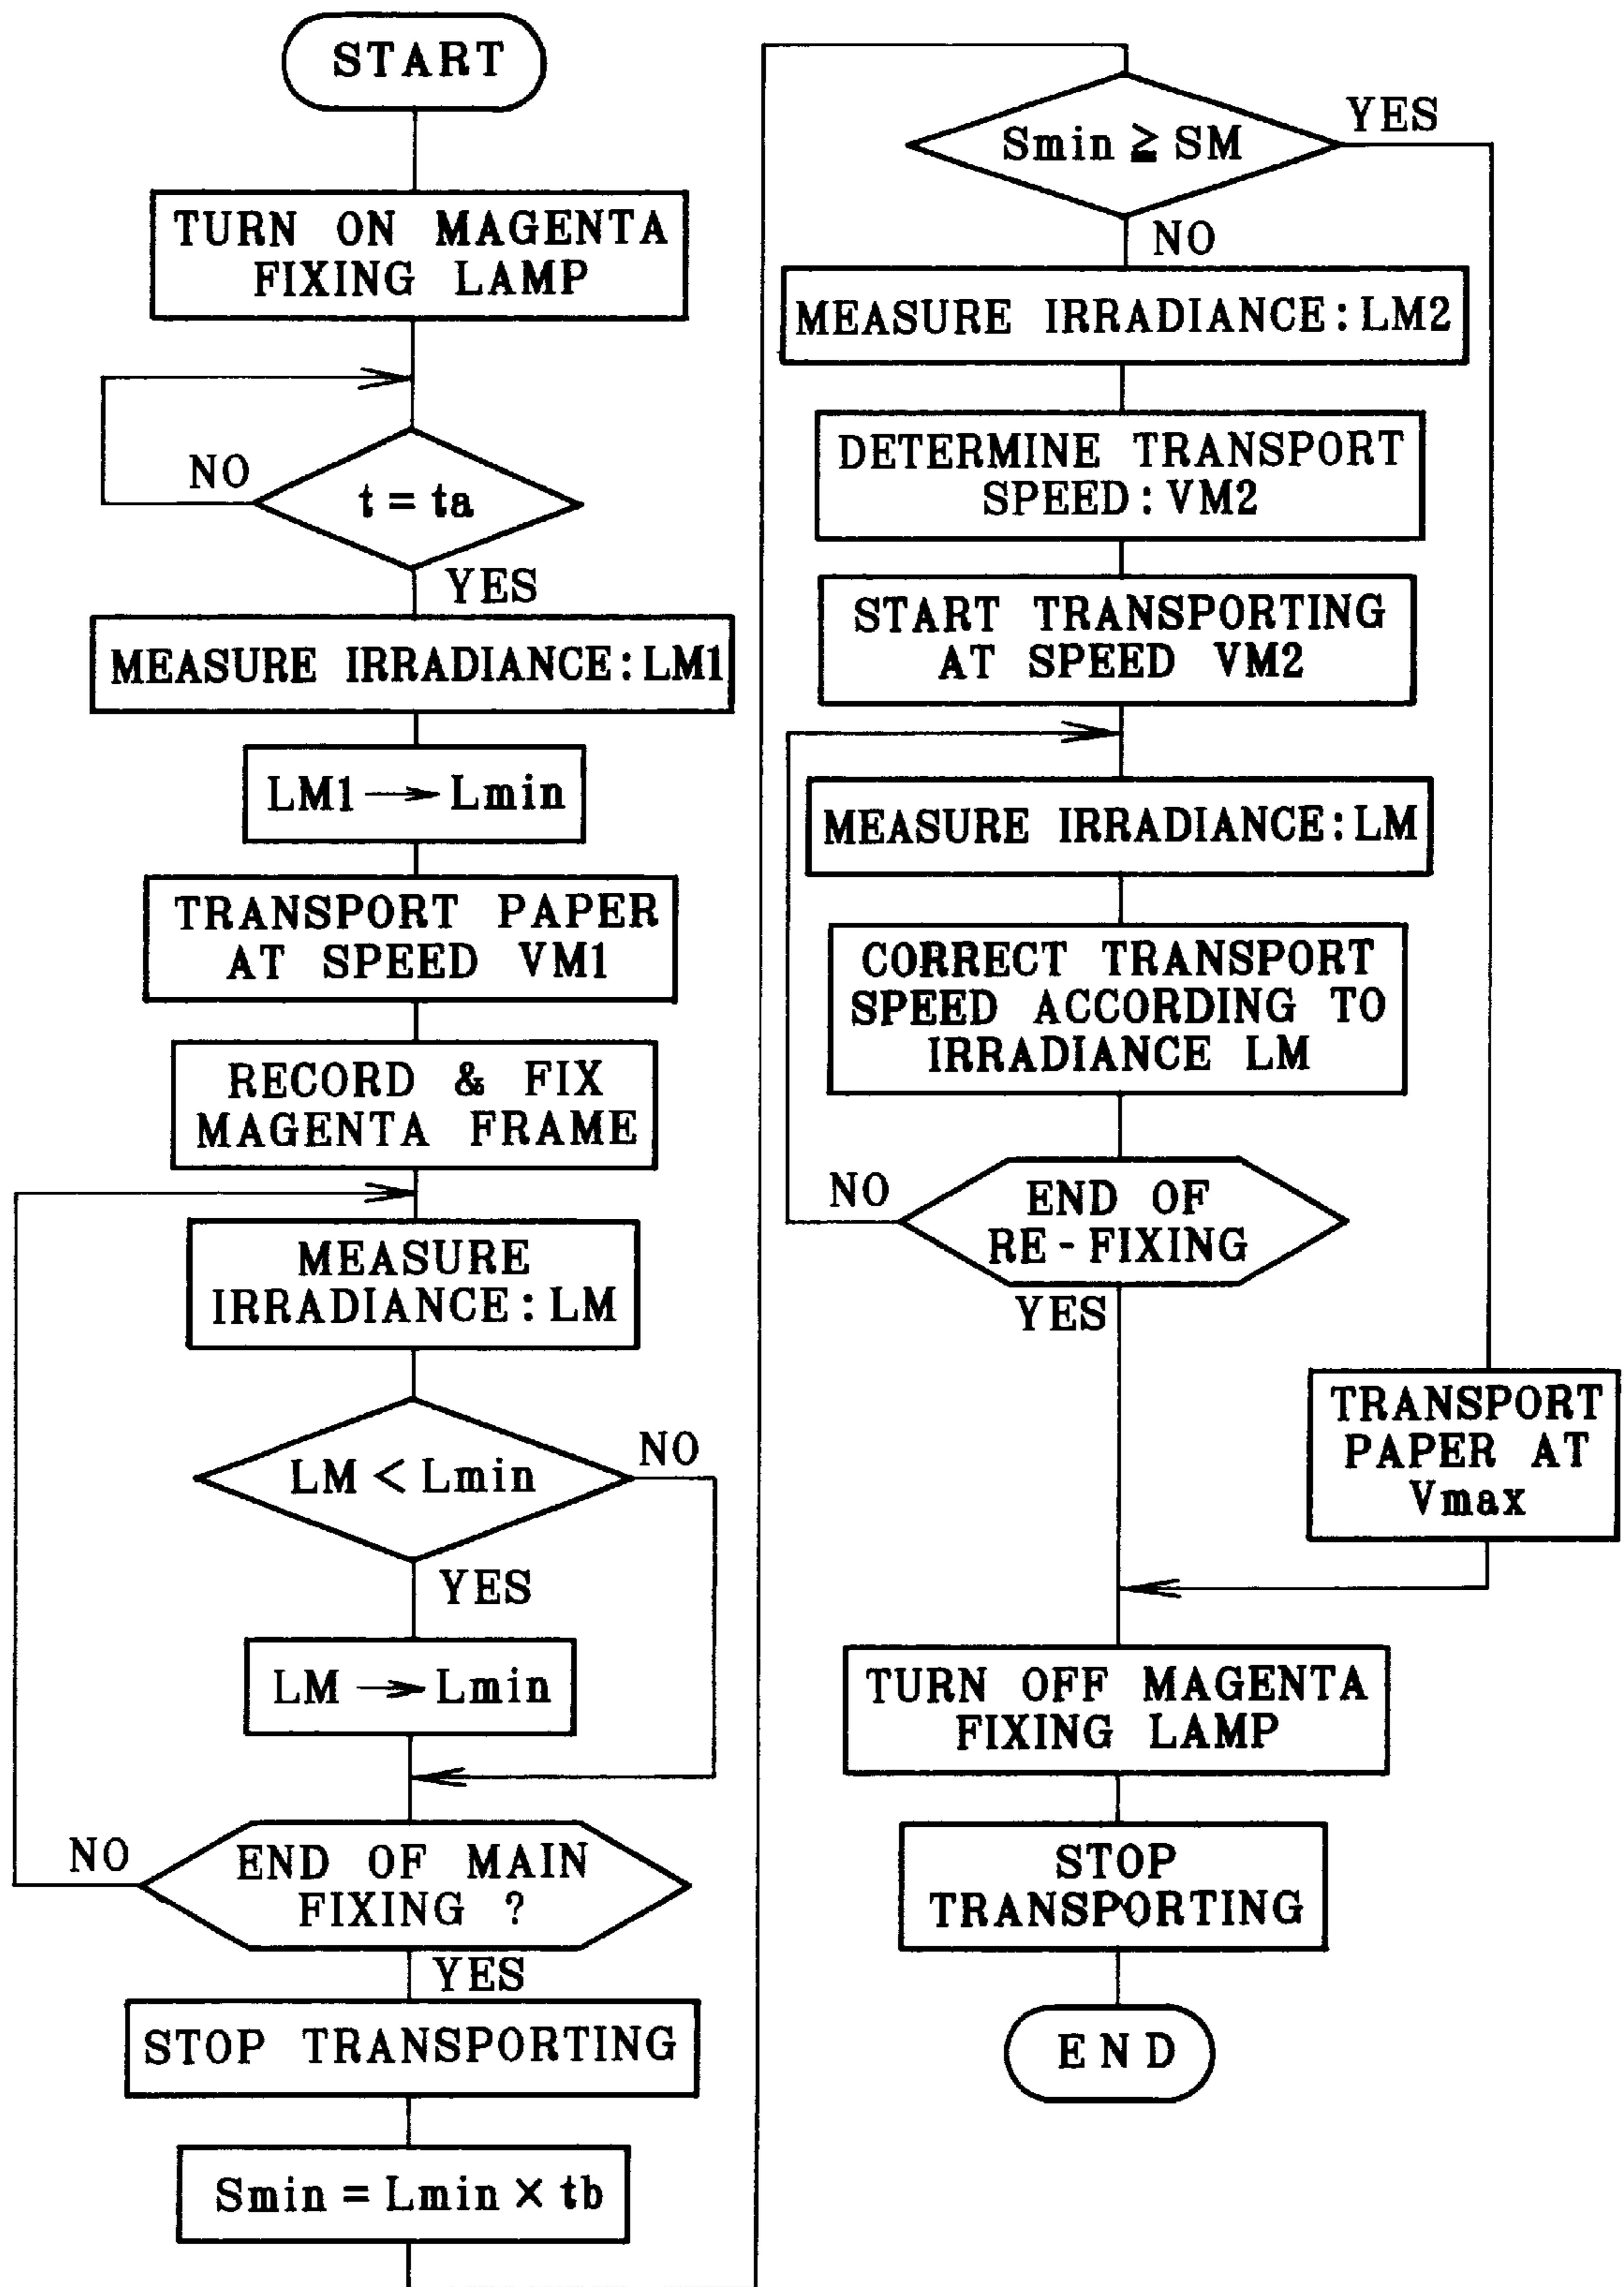 START
TURN ON MAGENTA
FIXING LAMP
NO
t = ta
YES
MEASURE IRRADIANCE:LM1
LM1 → Lmin
TRANSPORT PAPER
AT SPEED VM1
RECORD & FIX
MAGENTA FRAME
MEASURE
IRRADIANCE:LM
NO
LM < Lmin
YES
LM → Lmin
NO
END OF MAIN
FIXING ?
YES
STOP TRANSPORTING
Smin = Lmin × tb
YES
Smin ≧ SM
NO
MEASURE IRRADIANCE:LM2
DETERMINE TRANSPORT
SPEED:VM2
START TRANSPORTING
AT SPEED VM2
MEASURE IRRADIANCE:LM
CORRECT TRANSPORT
SPEED ACCORDING TO
IRRADIANCE LM
NO
END OF
RE-FIXING
YES
TRANSPORT
PAPER AT
Vmax
TURN OFF MAGENTA
FIXING LAMP
STOP
TRANSPORTING
END